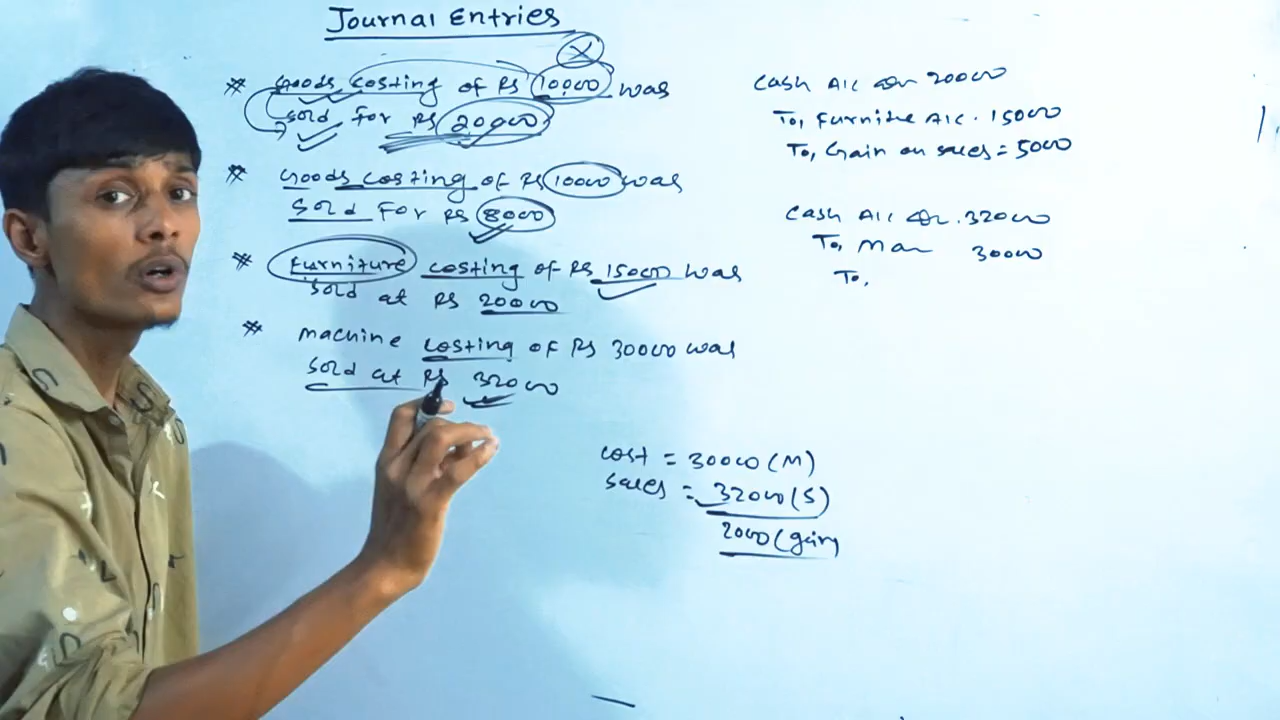 Journal Entries
* Goods costing of Rs 10000 was
sold for Rs 20000
* Goods costing of Rs 10000 was
sold for Rs 8000
* Furniture costing of Rs 15000 was
sold at Rs 20000
* machine costing of Rs 30000 was
sold at Rs 32000
Cash A/C Dr 20000
To, Furniture A/C. 15000
To, Gain on sales = 5000
Cash A/C Dr. 32000
To, Mac 30000
To,
cost = 30000 (M)
sales = 32000 (S)
2000 (gain)